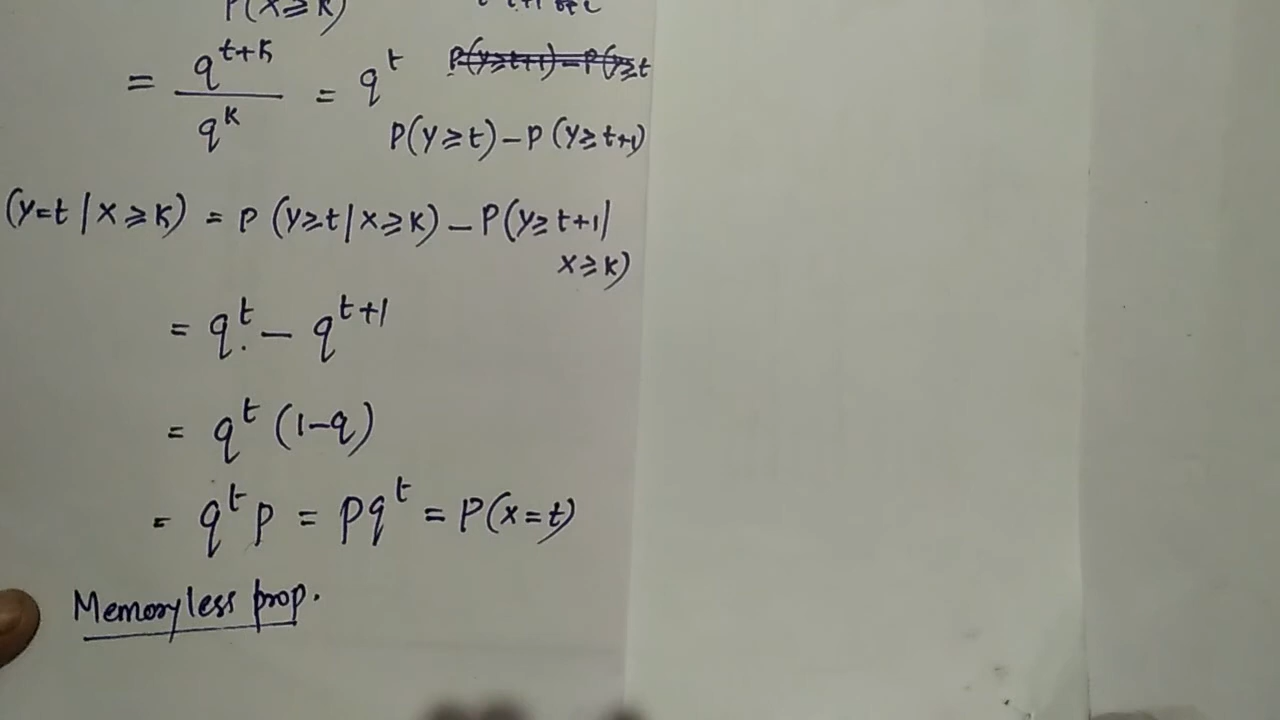 P(X≥K)
= q^{t+K} / q^K = q^t
P(Y≥t) – P(Y≥t+1)
(Y=t | X≥K) = P(Y≥t | X≥K) – P(Y≥t+1 |
X≥K)
= q^t – q^{t+1}
= q^t (1–q)
= q^t p = pq^t = P(X=t)
Memoryless prop.